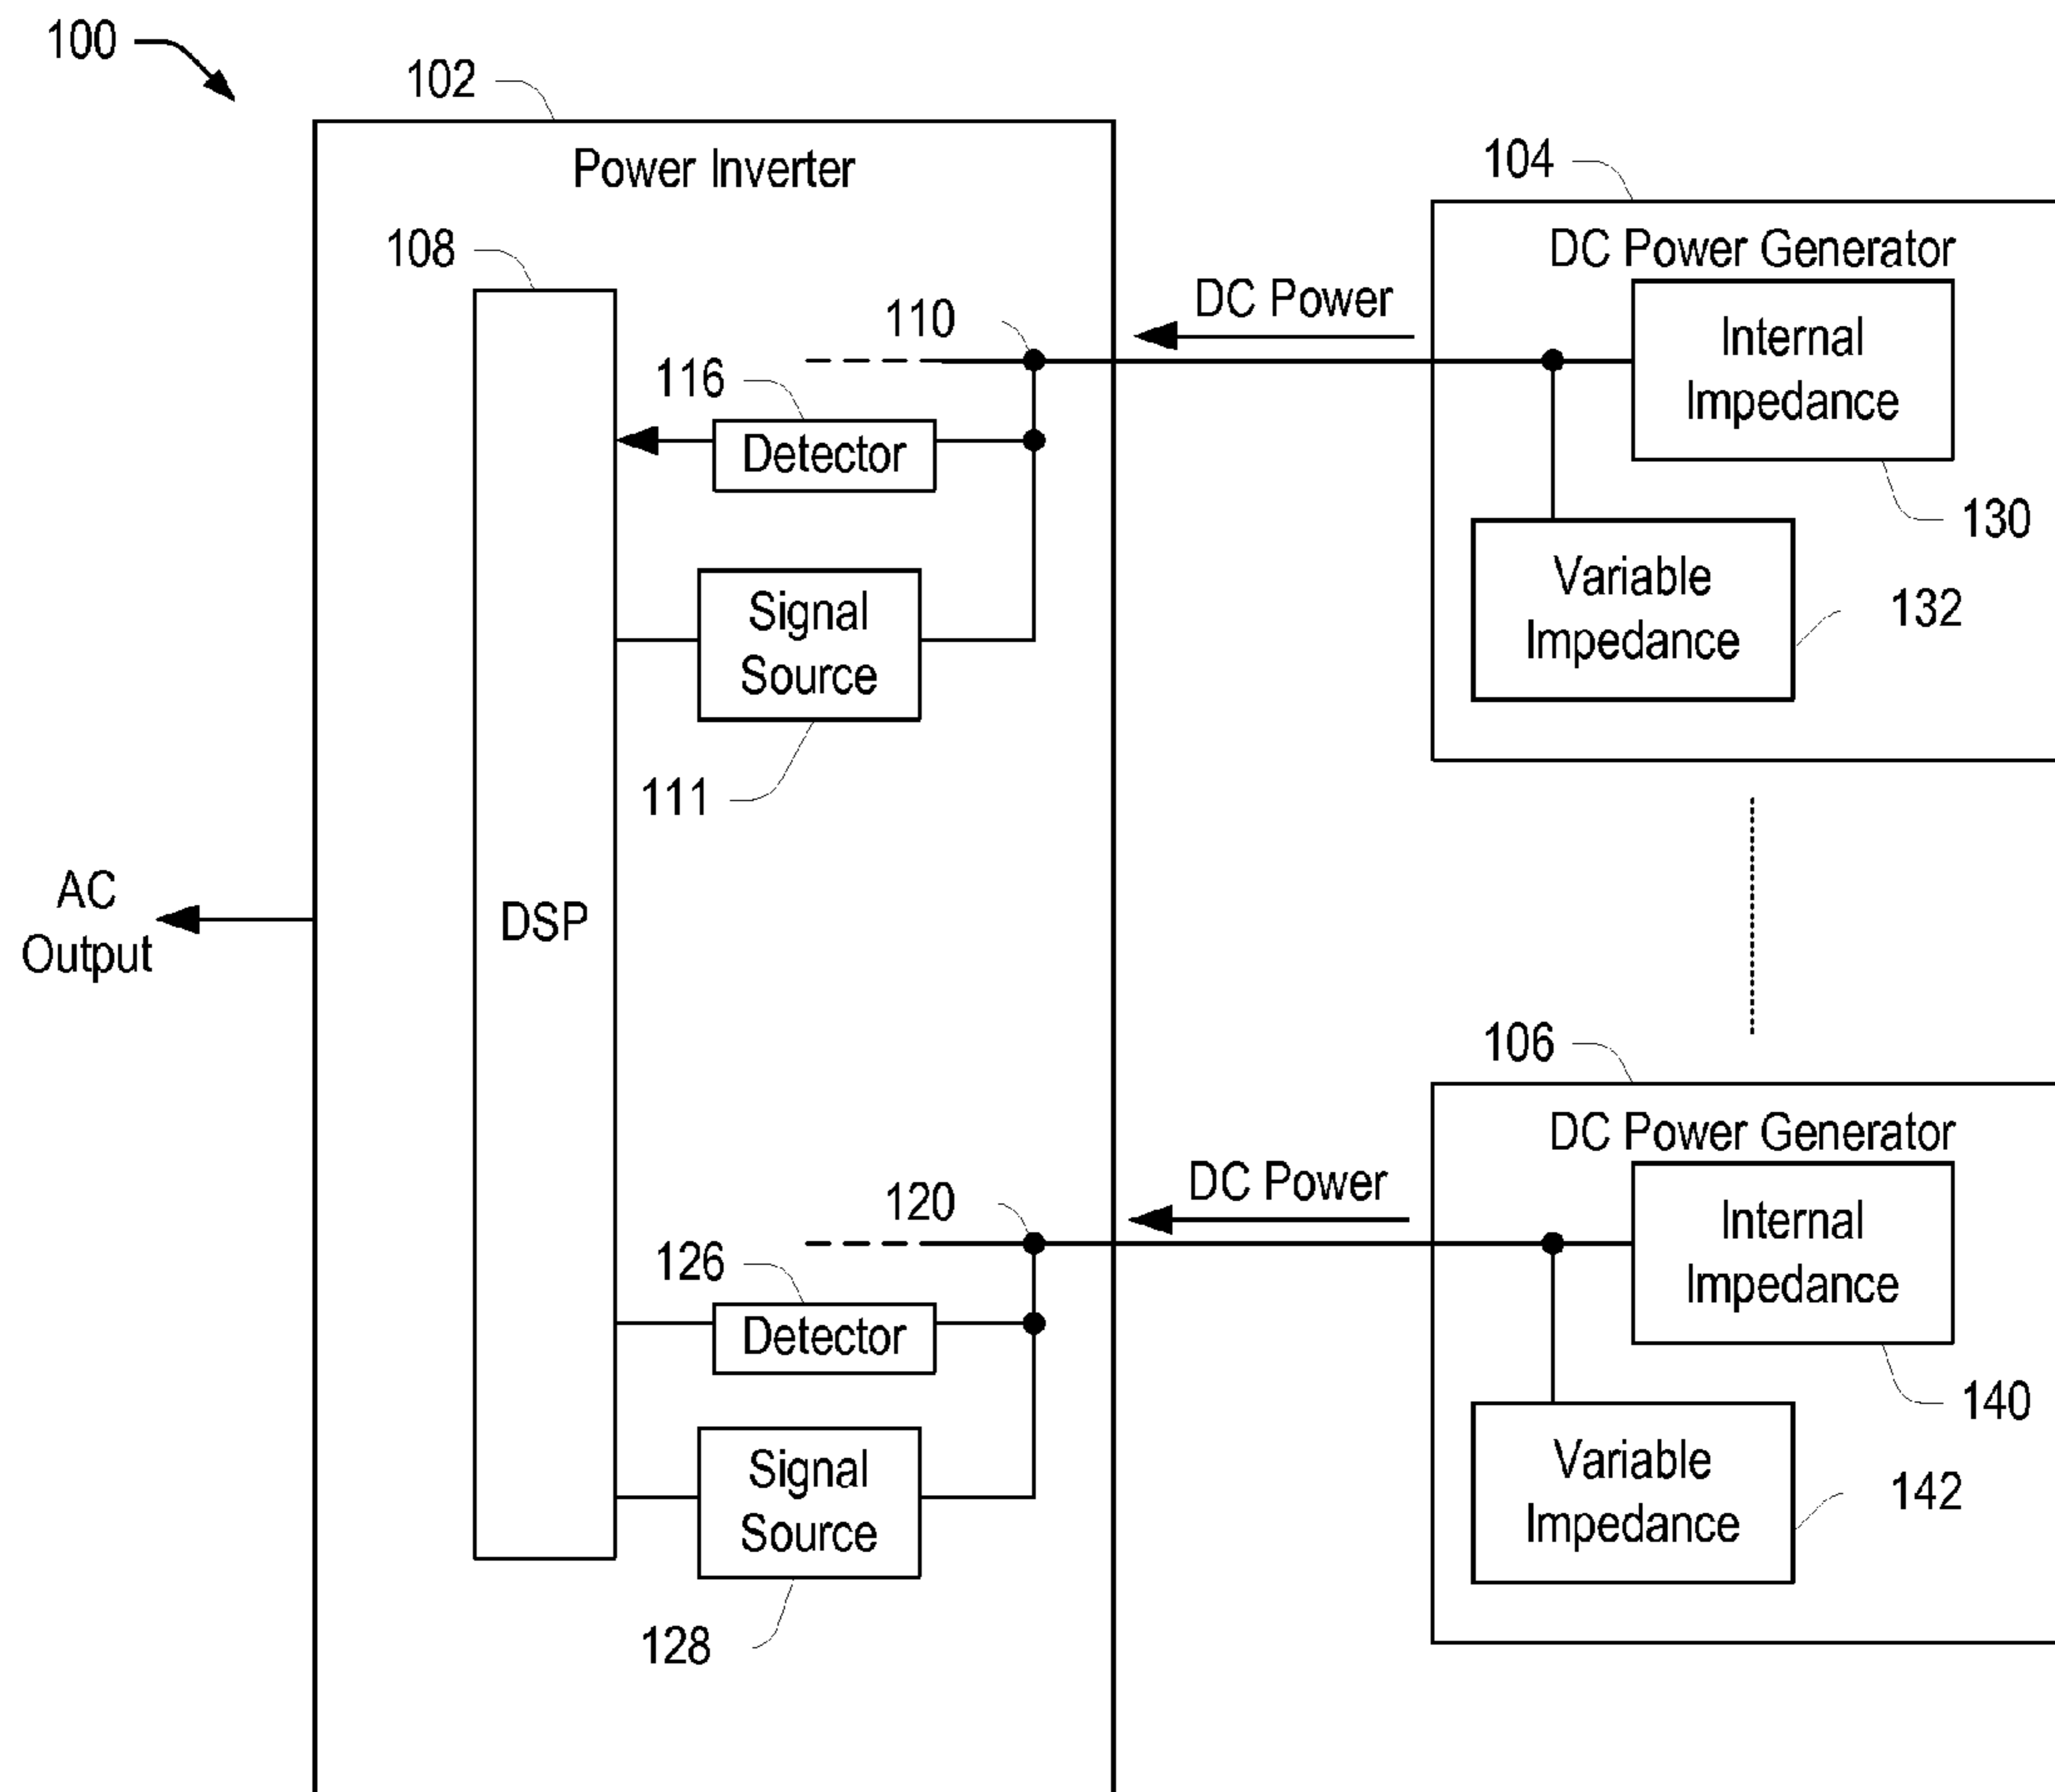 100
102
Power Inverter
104
108
DC Power Generator
110
DC Power
Internal
Impedance
116
Detector
130
Signal
Source
Variable
Impedance
132
111
AC
Output
DSP
106
DC Power Generator
120
DC Power
Internal
Impedance
126
Detector
140
Signal
Source
Variable
Impedance
142
128